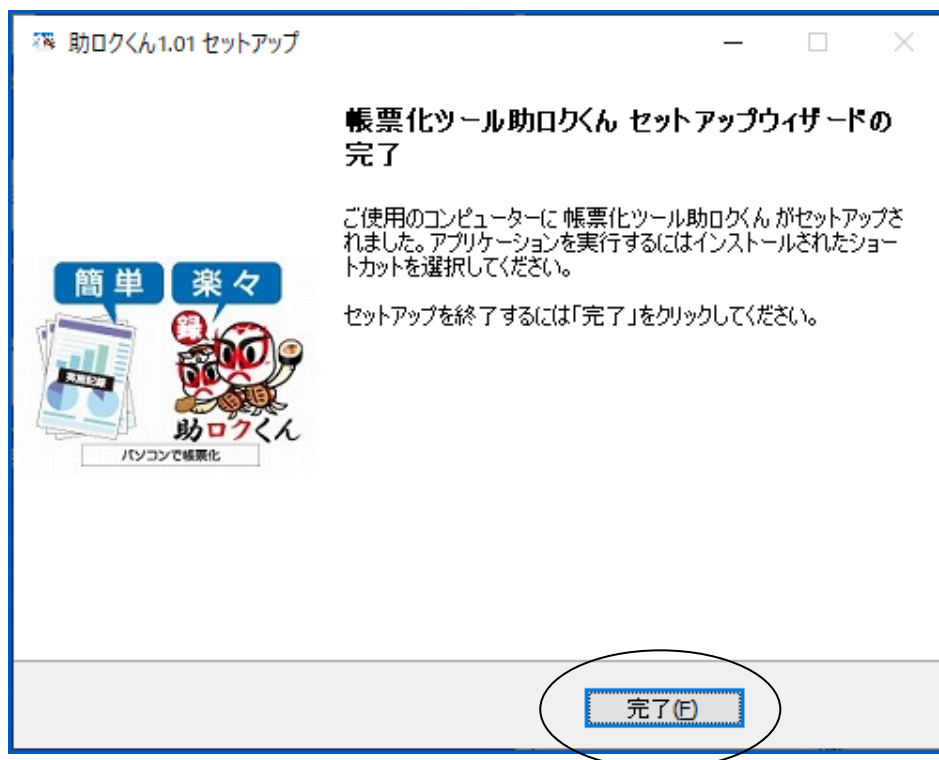 助ロクくん1.01 セットアップ
帳票化ツール助ロクくん セットアップウィザードの
完了
ご使用のコンピューターに 帳票化ツール助ロクくん がセットアップさ
れました。アプリケーションを実行するにはインストールされたショー
トカットを選択してください。
セットアップを終了するには「完了」をクリックしてください。
簡単 楽々
録
実施記録
助ロクくん
パソコンで帳票化
完了(F)